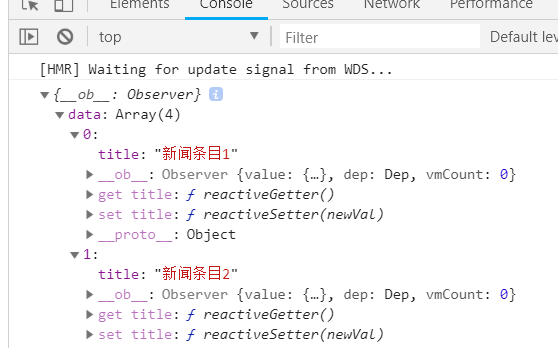 Elements Console Sources Network Performance
top ▼ Filter Default le
[HMR] Waiting for update signal from WDS...
▼{__ob__: Observer} i
▼data: Array(4)
▼0:
title: "新闻条目1"
▶__ob__: Observer {value: {…}, dep: Dep, vmCount: 0}
▶get title: ƒ reactiveGetter()
▶set title: ƒ reactiveSetter(newVal)
▶__proto__: Object
▼1:
title: "新闻条目2"
▶__ob__: Observer {value: {…}, dep: Dep, vmCount: 0}
▶get title: ƒ reactiveGetter()
▶set title: ƒ reactiveSetter(newVal)